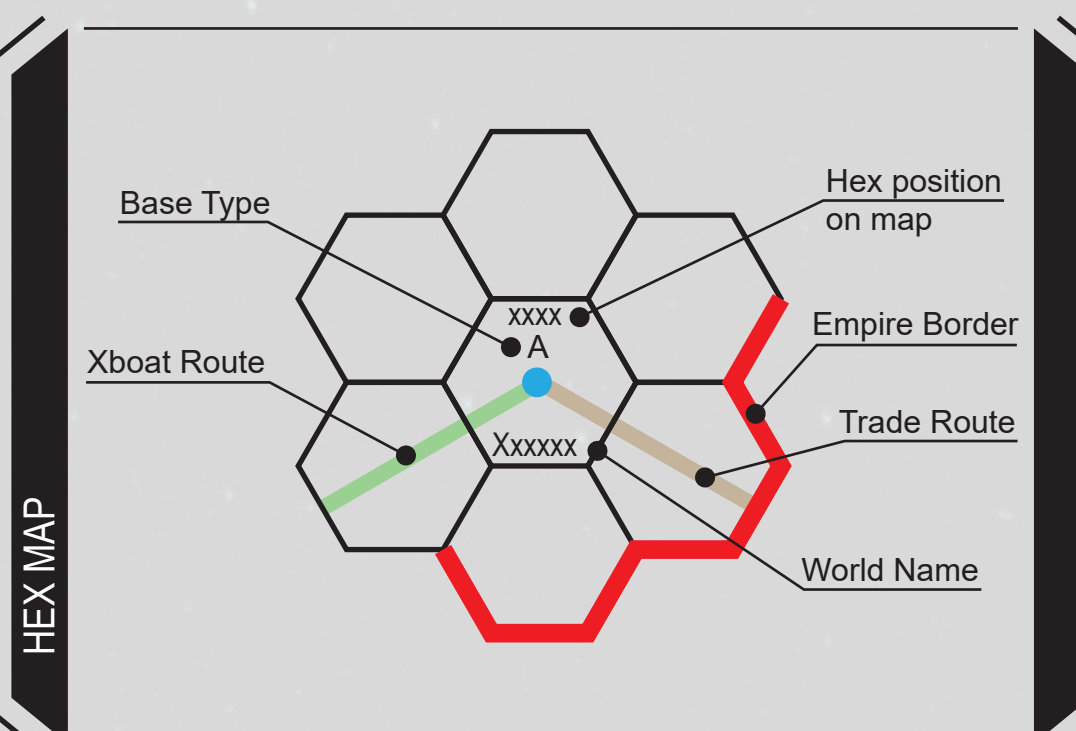 Hex position
on map
Base Type
xxxx
Empire Border
A
Xboat Route
Trade Route
Xxxxxx
World Name
HEX MAP